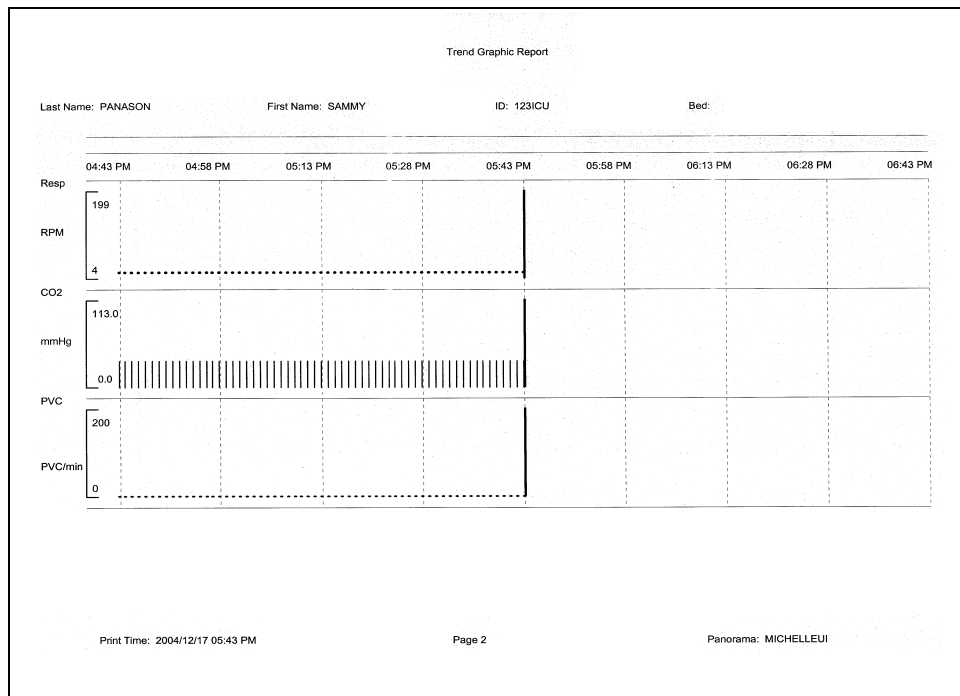 Trend Graphic Report
Last Name: PANASON First Name: SAMMY ID: 123ICU Bed:
04:43 PM 04:58 PM 05:13 PM 05:28 PM 05:43 PM 05:58 PM 06:13 PM 06:28 PM 06:43 PM
Resp
199
RPM
4
CO2
113.0
mmHg
0.0
PVC
200
PVC/min
0
Print Time: 2004/12/17 05:43 PM Page 2 Panorama: MICHELLEUI